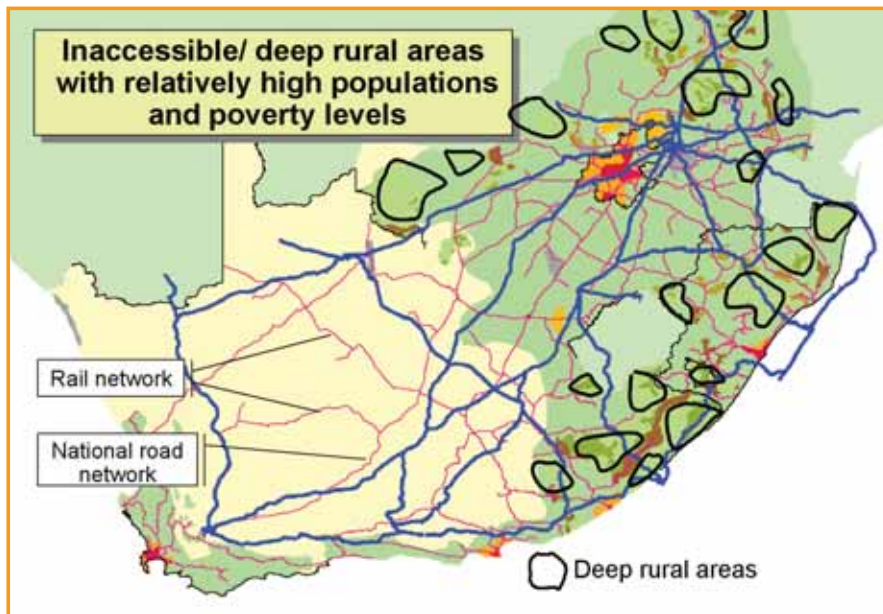 Inaccessible/ deep rural areas
with relatively high populations
and poverty levels
Rail network
National road
network
Deep rural areas